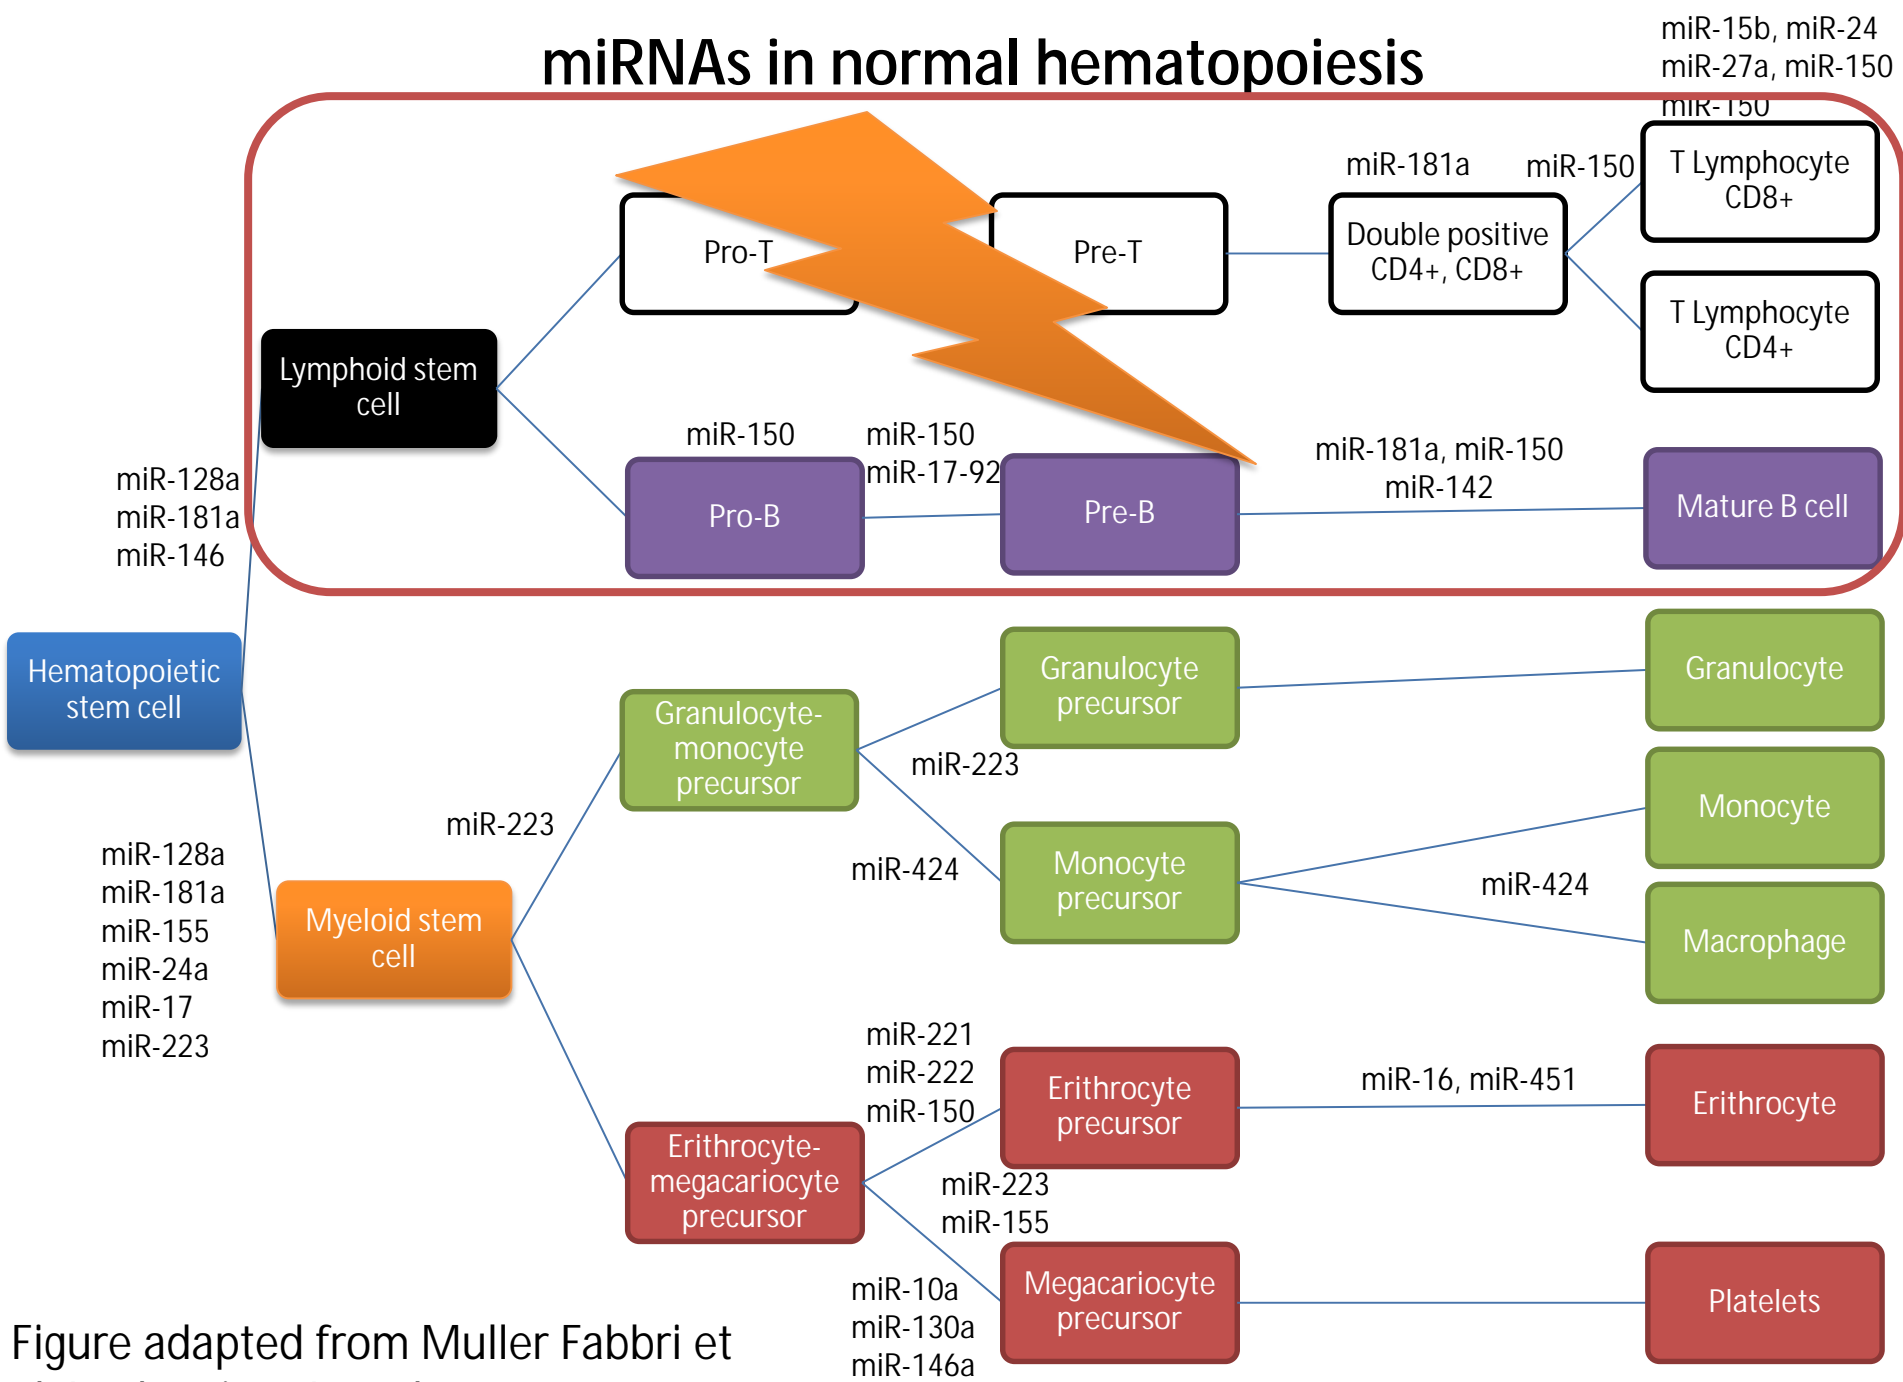 miRNAs in normal hematopoiesis
miR-15b, miR-24
miR-27a, miR-150
miR-150
miR-181a
miR-150
T Lymphocyte
CD8+
Pro-T
Pre-T
Double positive
CD4+, CD8+
T Lymphocyte
CD4+
Lymphoid stem
cell
miR-150
miR-150
miR-17-92
miR-181a, miR-150
miR-142
Pro-B
Pre-B
Mature B cell
miR-128a
miR-181a
miR-146
Hematopoietic
stem cell
Granulocyte-
monocyte
precursor
Granulocyte
precursor
Granulocyte
miR-223
miR-223
miR-424
Monocyte
precursor
Monocyte
miR-424
Macrophage
miR-128a
miR-181a
miR-155
miR-24a
miR-17
miR-223
Myeloid stem
cell
miR-221
miR-222
miR-150
Erithrocyte
precursor
miR-16, miR-451
Erithrocyte
Erithrocyte-
megacariocyte
precursor
miR-223
miR-155
miR-10a
miR-130a
miR-146a
Megacariocyte
precursor
Platelets
Figure adapted from Muller Fabbri et